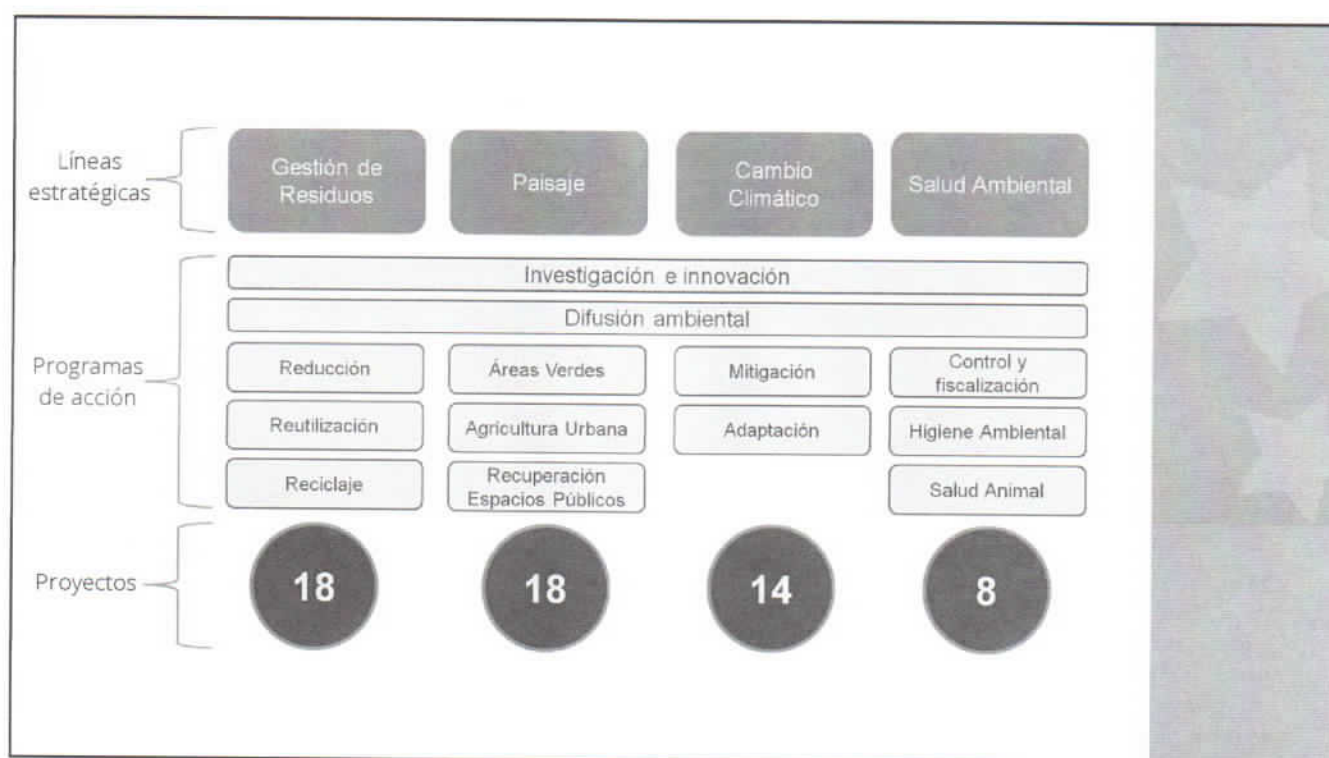 Líneas
estratégicas
Gestión de
Residuos
Paisaje
Cambio
Climático
Salud Ambiental
Programas
de acción
Investigación e innovación
Difusión ambiental
Reducción
Áreas Verdes
Mitigación
Control y
fiscalización
Reutilización
Agricultura Urbana
Adaptación
Higiene Ambiental
Reciclaje
Recuperación
Espacios Públicos
Salud Animal
Proyectos
18
18
14
8